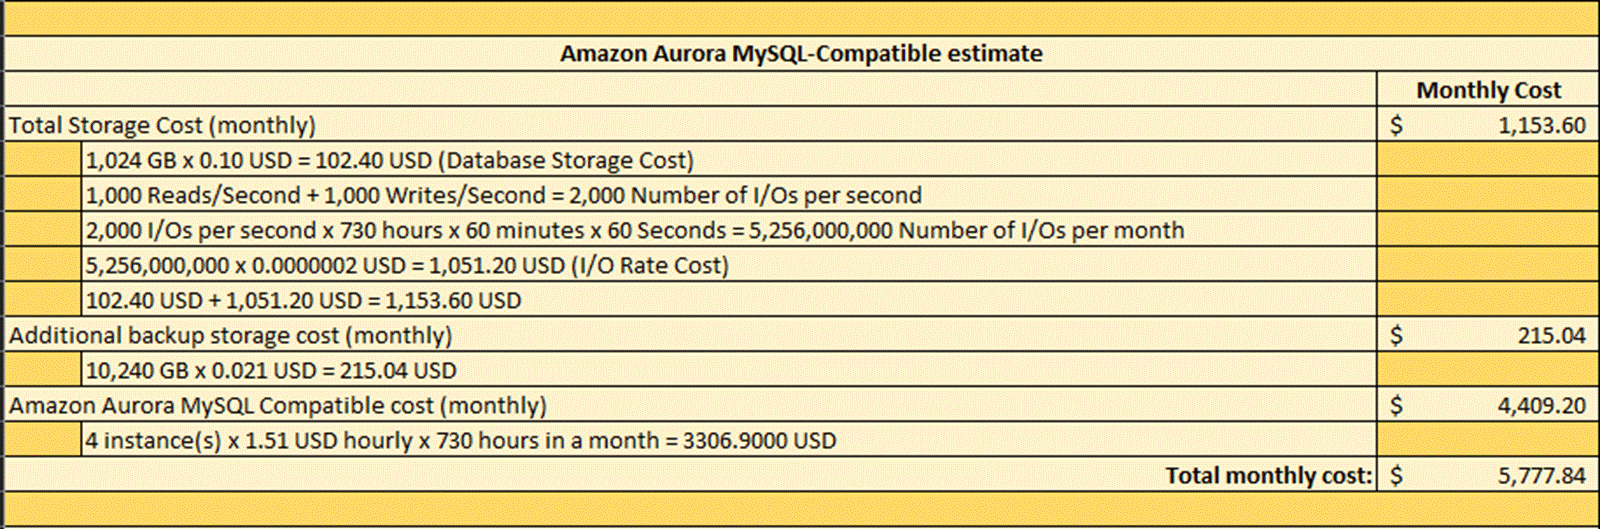 Amazon Aurora MySQL-Compatible estimate
Monthly Cost
Total Storage Cost (monthly) $ 1,153.60
1,024 GB x 0.10 USD = 102.40 USD (Database Storage Cost)
1,000 Reads/Second + 1,000 Writes/Second = 2,000 Number of I/Os per second
2,000 I/Os per second x 730 hours x 60 minutes x 60 Seconds = 5,256,000,000 Number of I/Os per month
5,256,000,000 x 0.0000002 USD = 1,051.20 USD (I/O Rate Cost)
102.40 USD + 1,051.20 USD = 1,153.60 USD
Additional backup storage cost (monthly) $ 215.04
10,240 GB x 0.021 USD = 215.04 USD
Amazon Aurora MySQL Compatible cost (monthly) $ 4,409.20
4 instance(s) x 1.51 USD hourly x 730 hours in a month = 3306.9000 USD
Total monthly cost: $ 5,777.84